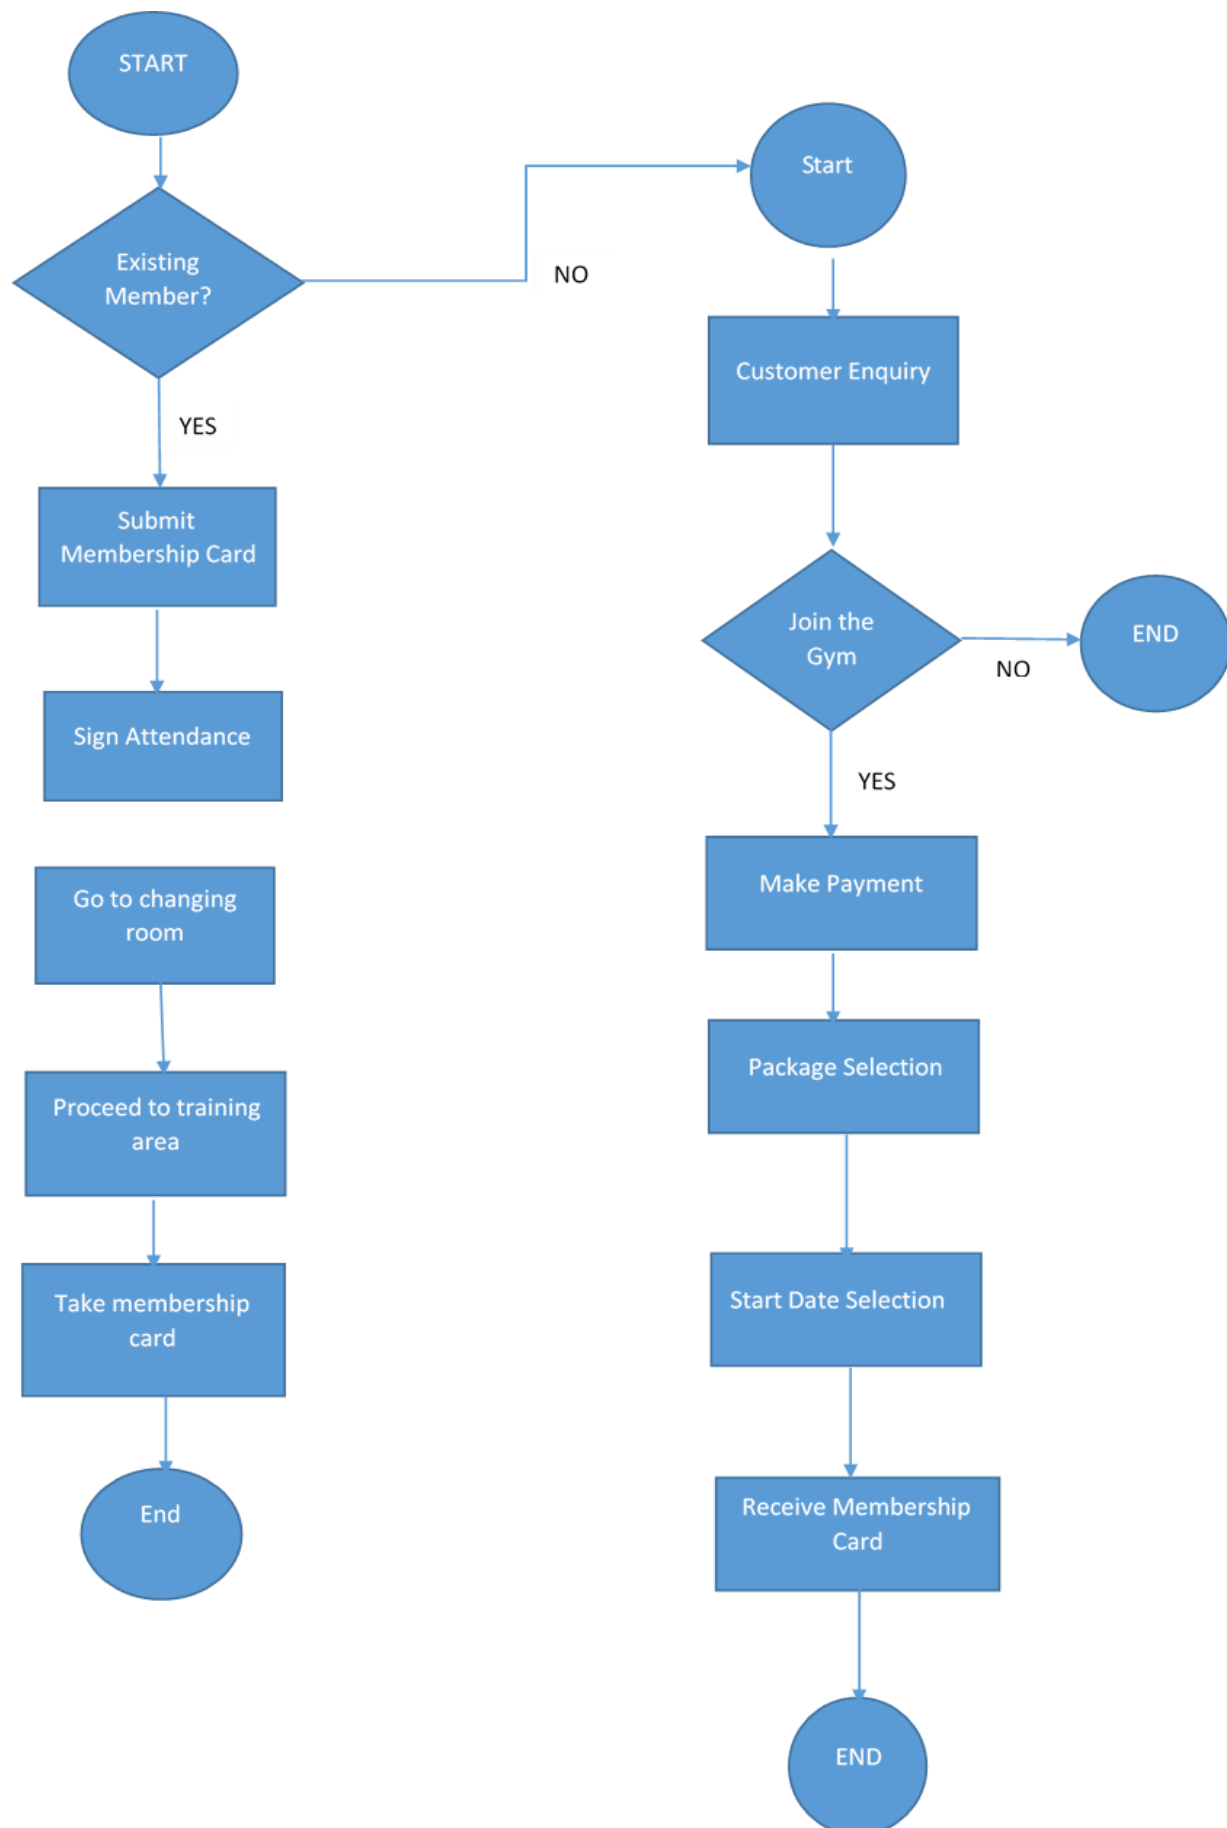 START
Existing
Member?
NO
YES
Submit
Membership Card
Sign Attendance
Go to changing
room
Proceed to training
area
Take membership
card
End
Start
Customer Enquiry
Join the
Gym
NO
END
YES
Make Payment
Package Selection
Start Date Selection
Receive Membership
Card
END